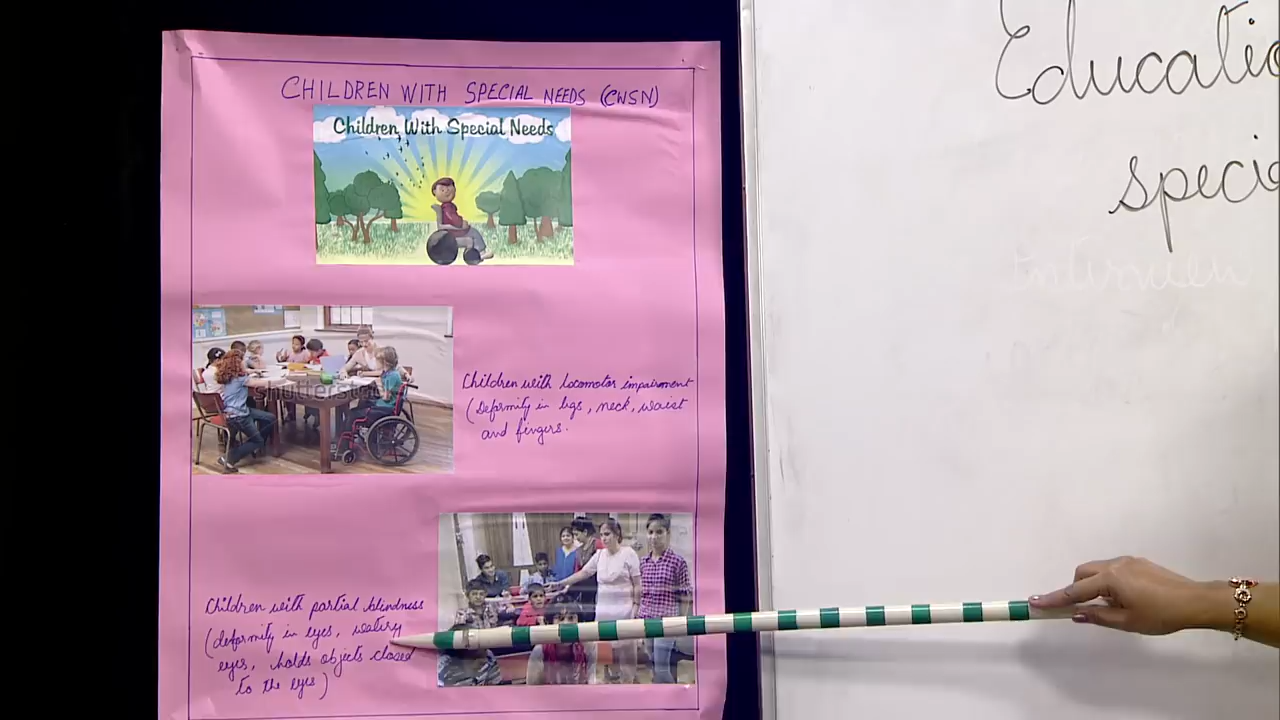 CHILDREN WITH SPECIAL NEEDS (CWSN)
Children With Special Needs
shutterstock
Children with locomotor impairment
(Deformity in legs, neck, waist
and fingers.
Children with partial blindness
(deformity in eyes, watery
eyes, holds objects closed
to the eyes)
Educatio
speci